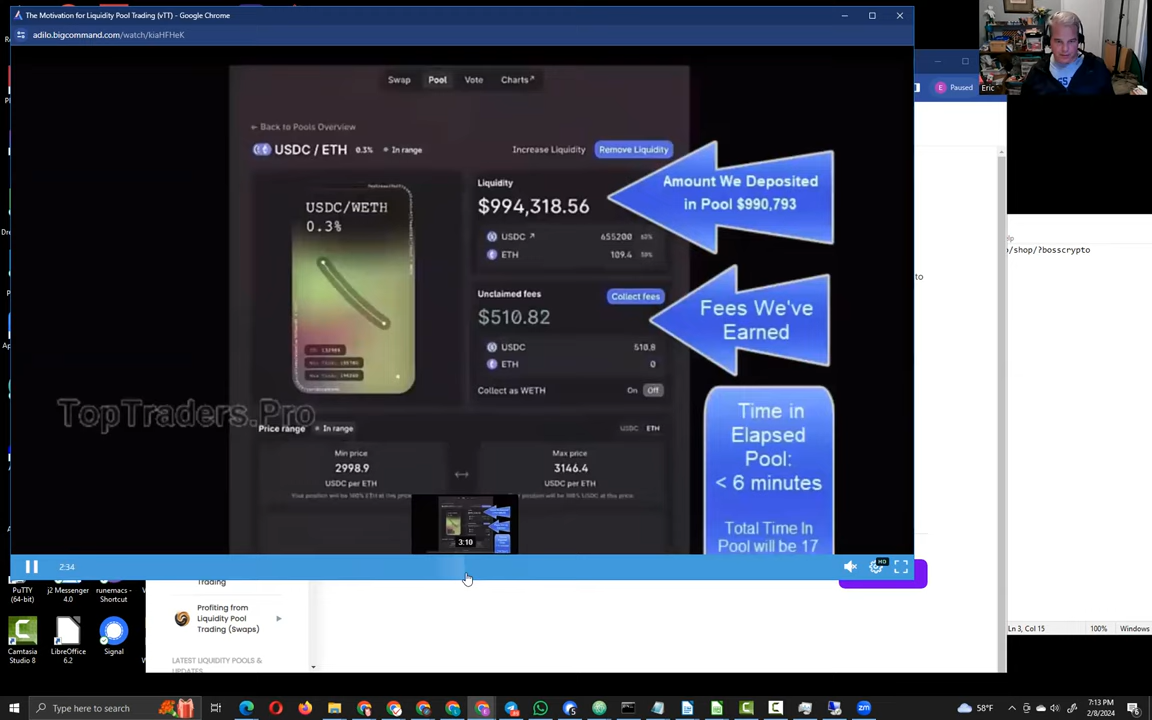 The Motivation for Liquidity Pool Trading (vTT) - Google Chrome
adilo.bigcommand.com/watch/kiaHFHeK
Eric
E Paused
Swap Pool Vote Charts↗
← Back to Pools Overview
USDC / ETH 0.3% In range
Increase Liquidity Remove Liquidity
Liquidity
$994,318.56
USDC ↗ 655200
ETH 109.4
Amount We Deposited
in Pool $990,793
USDC/WETH
0.3%
Unclaimed fees Collect fees
$510.82
USDC 510.8
ETH 0
Collect as WETH On Off
Fees We've
Earned
Time in
Elapsed
Pool:
< 6 minutes
Total Time In
Pool will be 17
TopTraders.Pro
Price range In range
USDC ETH
Min price
2998.9
USDC per ETH
Max price
3146.4
USDC per ETH
3:10
2:34
HD
/shop/?bosscrypto
to
PuTTY
(64-bit)
j2 Messenger
4.0
runemacs -
Shortcut
Camtasia
Studio 8
LibreOffice
6.2
Signal
Trading
Profiting from
Liquidity Pool
Trading (Swaps)
LATEST LIQUIDITY POOLS &
UPDATES
Ln 3, Col 15 100% Windows
Type here to search
58°F
7:13 PM
2/8/2024